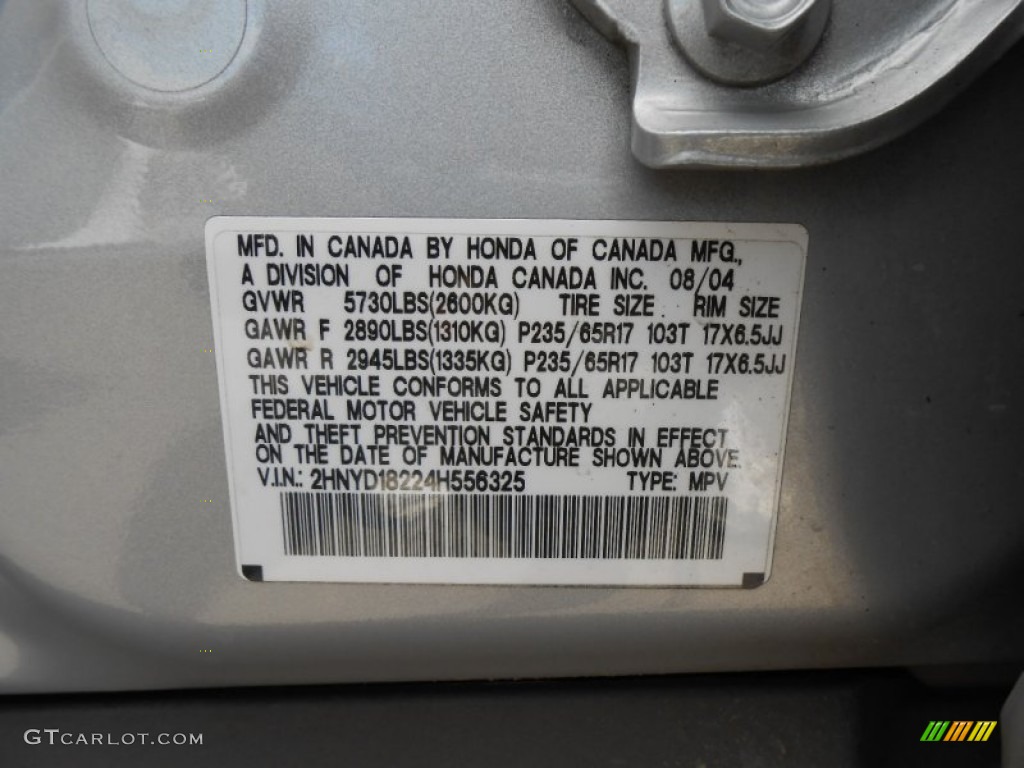 MFD. IN CANADA BY HONDA OF CANADA MFG.,
A DIVISION OF HONDA CANADA INC. 08/04
GVWR 5730LBS(2600KG) TIRE SIZE RIM SIZE
GAWR F 2890LBS(1310KG) P235/65R17 103T 17X6.5JJ
GAWR R 2945LBS(1335KG) P235/65R17 103T 17X6.5JJ
THIS VEHICLE CONFORMS TO ALL APPLICABLE
FEDERAL MOTOR VEHICLE SAFETY
AND THEFT PREVENTION STANDARDS IN EFFECT
ON THE DATE OF MANUFACTURE SHOWN ABOVE.
V.I.N.: 2HNYD18224H556325 TYPE: MPV
GTCARLOT.COM